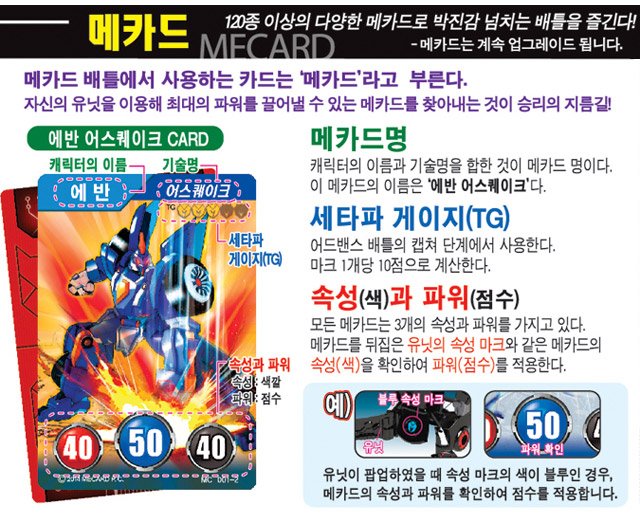 메카드
MECARD
120종 이상의 다양한 메카드로 박진감 넘치는 배틀을 즐긴다!
- 메카드는 계속 업그레이드 됩니다.
메카드 배틀에서 사용하는 카드는 '메카드'라고 부른다.
자신의 유닛을 이용해 최대의 파워를 끌어낼 수 있는 메카드를 찾아내는 것이 승리의 지름길!
에반 어스퀘이크 CARD
캐릭터의 이름 기술명
에반 어스퀘이크
TG
세타파
게이지(TG)
속성과 파워
속성 : 색깔
파워 : 점수
40 50 40
메카드명
캐릭터의 이름과 기술명을 합한 것이 메카드 명이다.
이 메카드의 이름은 '에반 어스퀘이크'다.
세타파 게이지(TG)
어드밴스 배틀의 캡쳐 단계에서 사용한다.
마크 1개당 10점으로 계산한다.
속성(색)과 파워(점수)
모든 메카드는 3개의 속성과 파워를 가지고 있다.
메카드를 뒤집은 유닛의 속성 마크와 같은 메카드의
속성(색)을 확인하여 파워(점수)를 적용한다.
예)
블루 속성 마크
유닛
50
파워 확인
유닛이 팝업하였을 때 속성 마크의 색이 블루인 경우,
메카드의 속성과 파워를 확인하여 점수를 적용합니다.